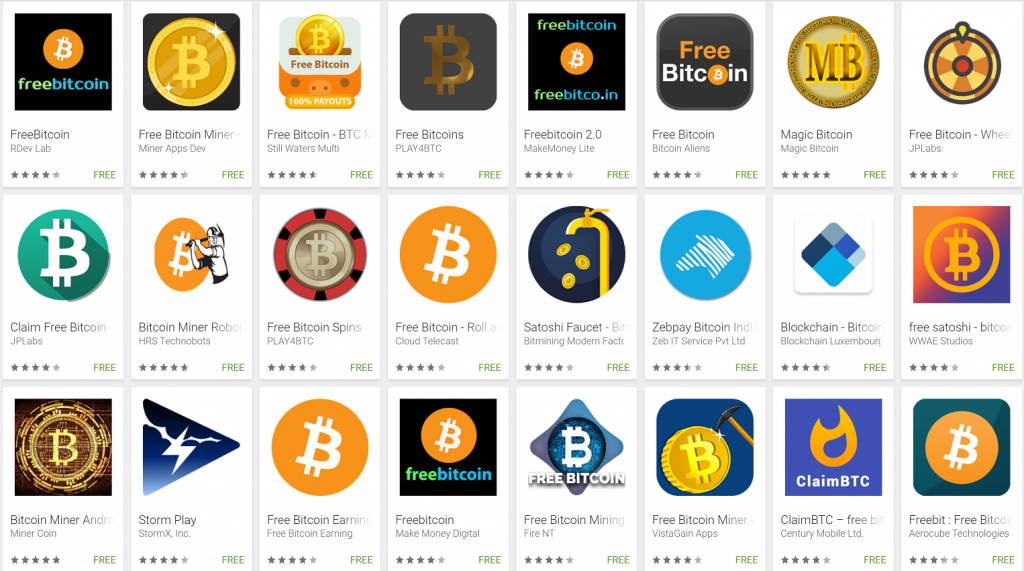 freebitcoin
Free Bitcoin
100% PAYOUTS
freebitcoin
freebitco.in
Free
Bitcoin
MB
FreeBitcoin
Free Bitcoin Miner -
Free Bitcoin - BTC M
Free Bitcoins
Freebitcoin 2.0
Free Bitcoin
Magic Bitcoin
Free Bitcoin - Whee
RDev Lab
Miner Apps Dev
Still Waters Multi
PLAY4BTC
MakeMoney Lite
Bitcoin Aliens
Magic Bitcoin
JPLabs
FREE
FREE
FREE
FREE
FREE
FREE
FREE
FREE
Claim Free Bitcoin
Bitcoin Miner Robot
Free Bitcoin Spins
Free Bitcoin - Roll a
Satoshi Faucet - Bit
Zebpay Bitcoin India
Blockchain - Bitcoin
free satoshi - bitcoi
JPLabs
HRS Technobots
PLAY4BTC
Cloud Telecast
Bitmining Modern Facto
Zeb IT Service Pvt Ltd
Blockchain Luxembourg
WWAE Studios
FREE
FREE
FREE
FREE
FREE
FREE
FREE
FREE
freebitcoin
FREE BITCOIN
ClaimBTC
Bitcoin Miner Andro
Storm Play
Free Bitcoin Earning
Freebitcoin
Free Bitcoin Mining
Free Bitcoin Miner -
ClaimBTC – free bit
Freebit : Free Bitcoi
Miner Coin
StormX, Inc.
Free Bitcoin Earning
Make Money Digital
Fire NT
VistaGain Apps
Century Mobile Ltd.
Aerocube Technologies
FREE
FREE
FREE
FREE
FREE
FREE
FREE
FREE